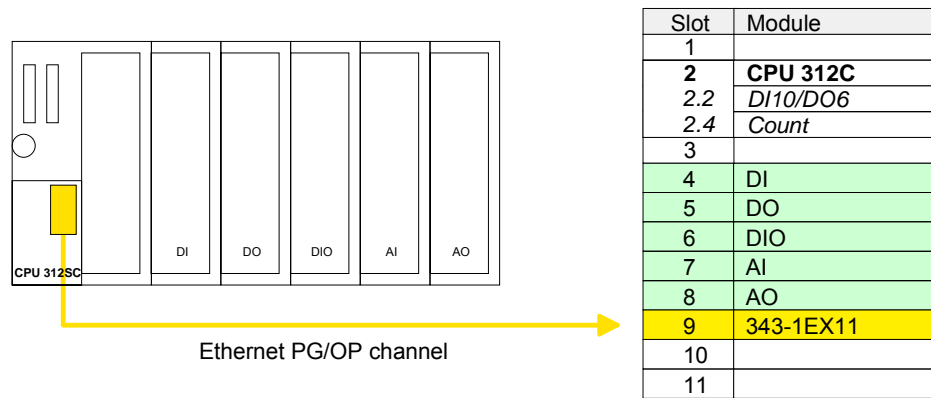 CPU 312SC
DI
DO
DIO
AI
AO
Ethernet PG/OP channel
Slot Module
1
2 CPU 312C
2.2 DI10/DO6
2.4 Count
3
4 DI
5 DO
6 DIO
7 AI
8 AO
9 343-1EX11
10
11